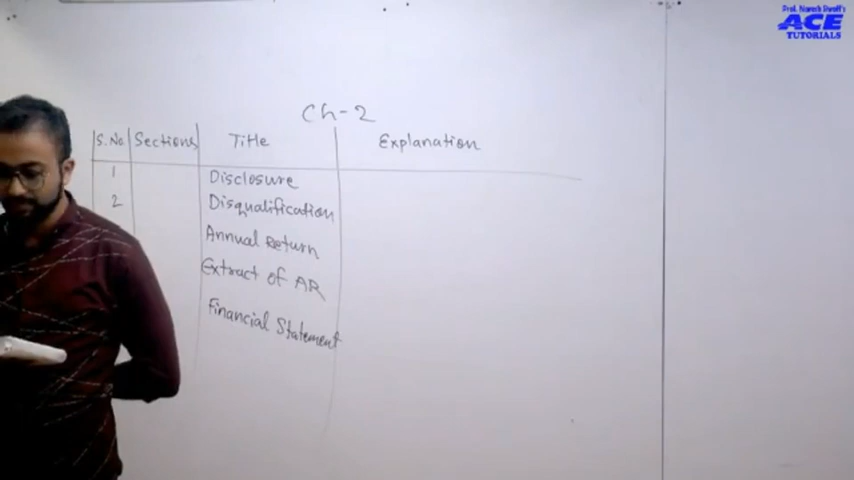 Prof. Naresh Shroff's
ACE
TUTORIALS
Ch-2
S.No Sections Title Explanation
1 Disclosure
2 Disqualification
Annual Return
Extract of AR
Financial Statement